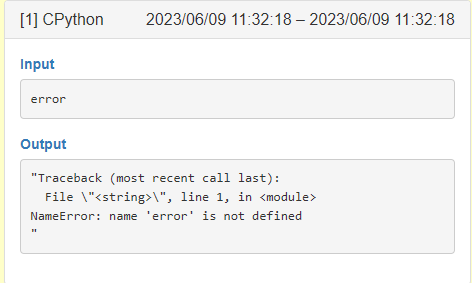 [1] CPython 2023/06/09 11:32:18 – 2023/06/09 11:32:18
Input
error
Output
"Traceback (most recent call last):
  File \"<string>\", line 1, in <module>
NameError: name 'error' is not defined
"